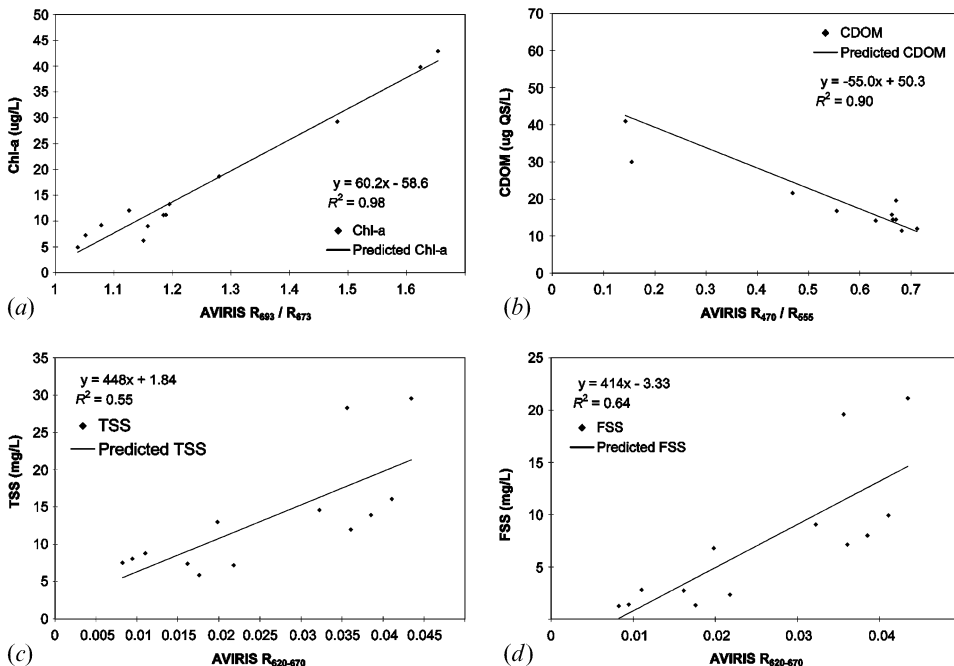 50
45
40
35
30
25
20
15
10
5
0
Chl-a (ug/L)
y = 60.2x - 58.6
R² = 0.98
Chl-a
Predicted Chl-a
1 1.1 1.2 1.3 1.4 1.5 1.6
(a) AVIRIS R₆₉₃ / R₆₇₃
70
60
50
40
30
20
10
0
CDOM (ug QS/L)
CDOM
Predicted CDOM
y = -55.0x + 50.3
R² = 0.90
0 0.1 0.2 0.3 0.4 0.5 0.6 0.7
(b) AVIRIS R₄₇₀ / R₅₅₅
35
30
25
20
15
10
5
0
TSS (mg/L)
y = 448x + 1.84
R² = 0.55
TSS
Predicted TSS
0 0.005 0.01 0.015 0.02 0.025 0.03 0.035 0.04 0.045
(c) AVIRIS R₆₂₀₋₆₇₀
25
20
15
10
5
0
FSS (mg/L)
y = 414x - 3.33
R² = 0.64
FSS
Predicted FSS
0 0.01 0.02 0.03 0.04
(d) AVIRIS R₆₂₀₋₆₇₀